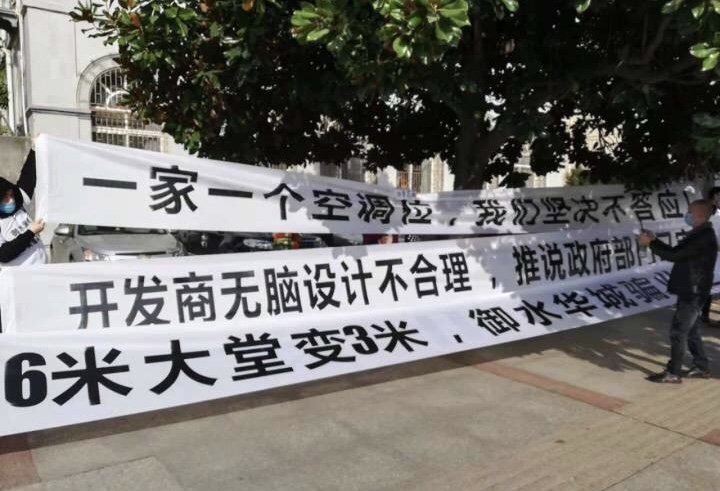 一家一个空调位，我们坚决不答应
开发商无脑设计不合理，推说政府部门
6米大堂变3米，御水华城骗